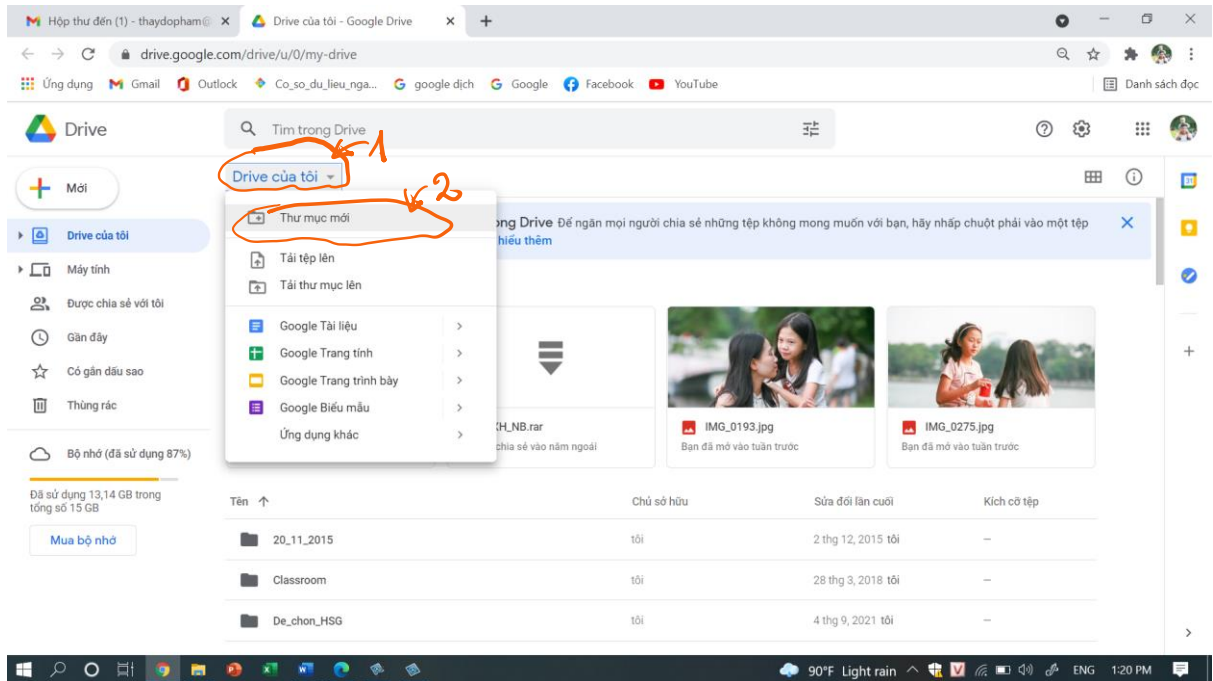 Hộp thư đến (1) - thaydopham@
Drive của tôi - Google Drive
drive.google.com/drive/u/0/my-drive
Ứng dụng Gmail Outlock Co_so_du_lieu_nga... google dịch Google Facebook YouTube Danh sách đọc
Drive
Tìm trong Drive
1
Mới
Drive của tôi
2
Thư mục mới
ong Drive Để ngăn mọi người chia sẻ những tệp không mong muốn với bạn, hãy nhấp chuột phải vào một tệp
hiểu thêm
Tải tệp lên
Tải thư mục lên
Google Tài liệu
Google Trang tính
Google Trang trình bày
Google Biểu mẫu
Ứng dụng khác
Drive của tôi
Máy tính
Được chia sẻ với tôi
Gần đây
Có gắn dấu sao
Thùng rác
Bộ nhớ (đã sử dụng 87%)
Đã sử dụng 13,14 GB trong
tổng số 15 GB
Mua bộ nhớ
KH_NB.rar
chia sẻ vào năm ngoái
IMG_0193.jpg
Bạn đã mở vào tuần trước
IMG_0275.jpg
Bạn đã mở vào tuần trước
Tên Chủ sở hữu Sửa đổi lần cuối Kích cỡ tệp
20_11_2015 tôi 2 thg 12, 2015 tôi –
Classroom tôi 28 thg 3, 2018 tôi –
De_chon_HSG tôi 4 thg 9, 2021 tôi –
90°F Light rain ENG 1:20 PM